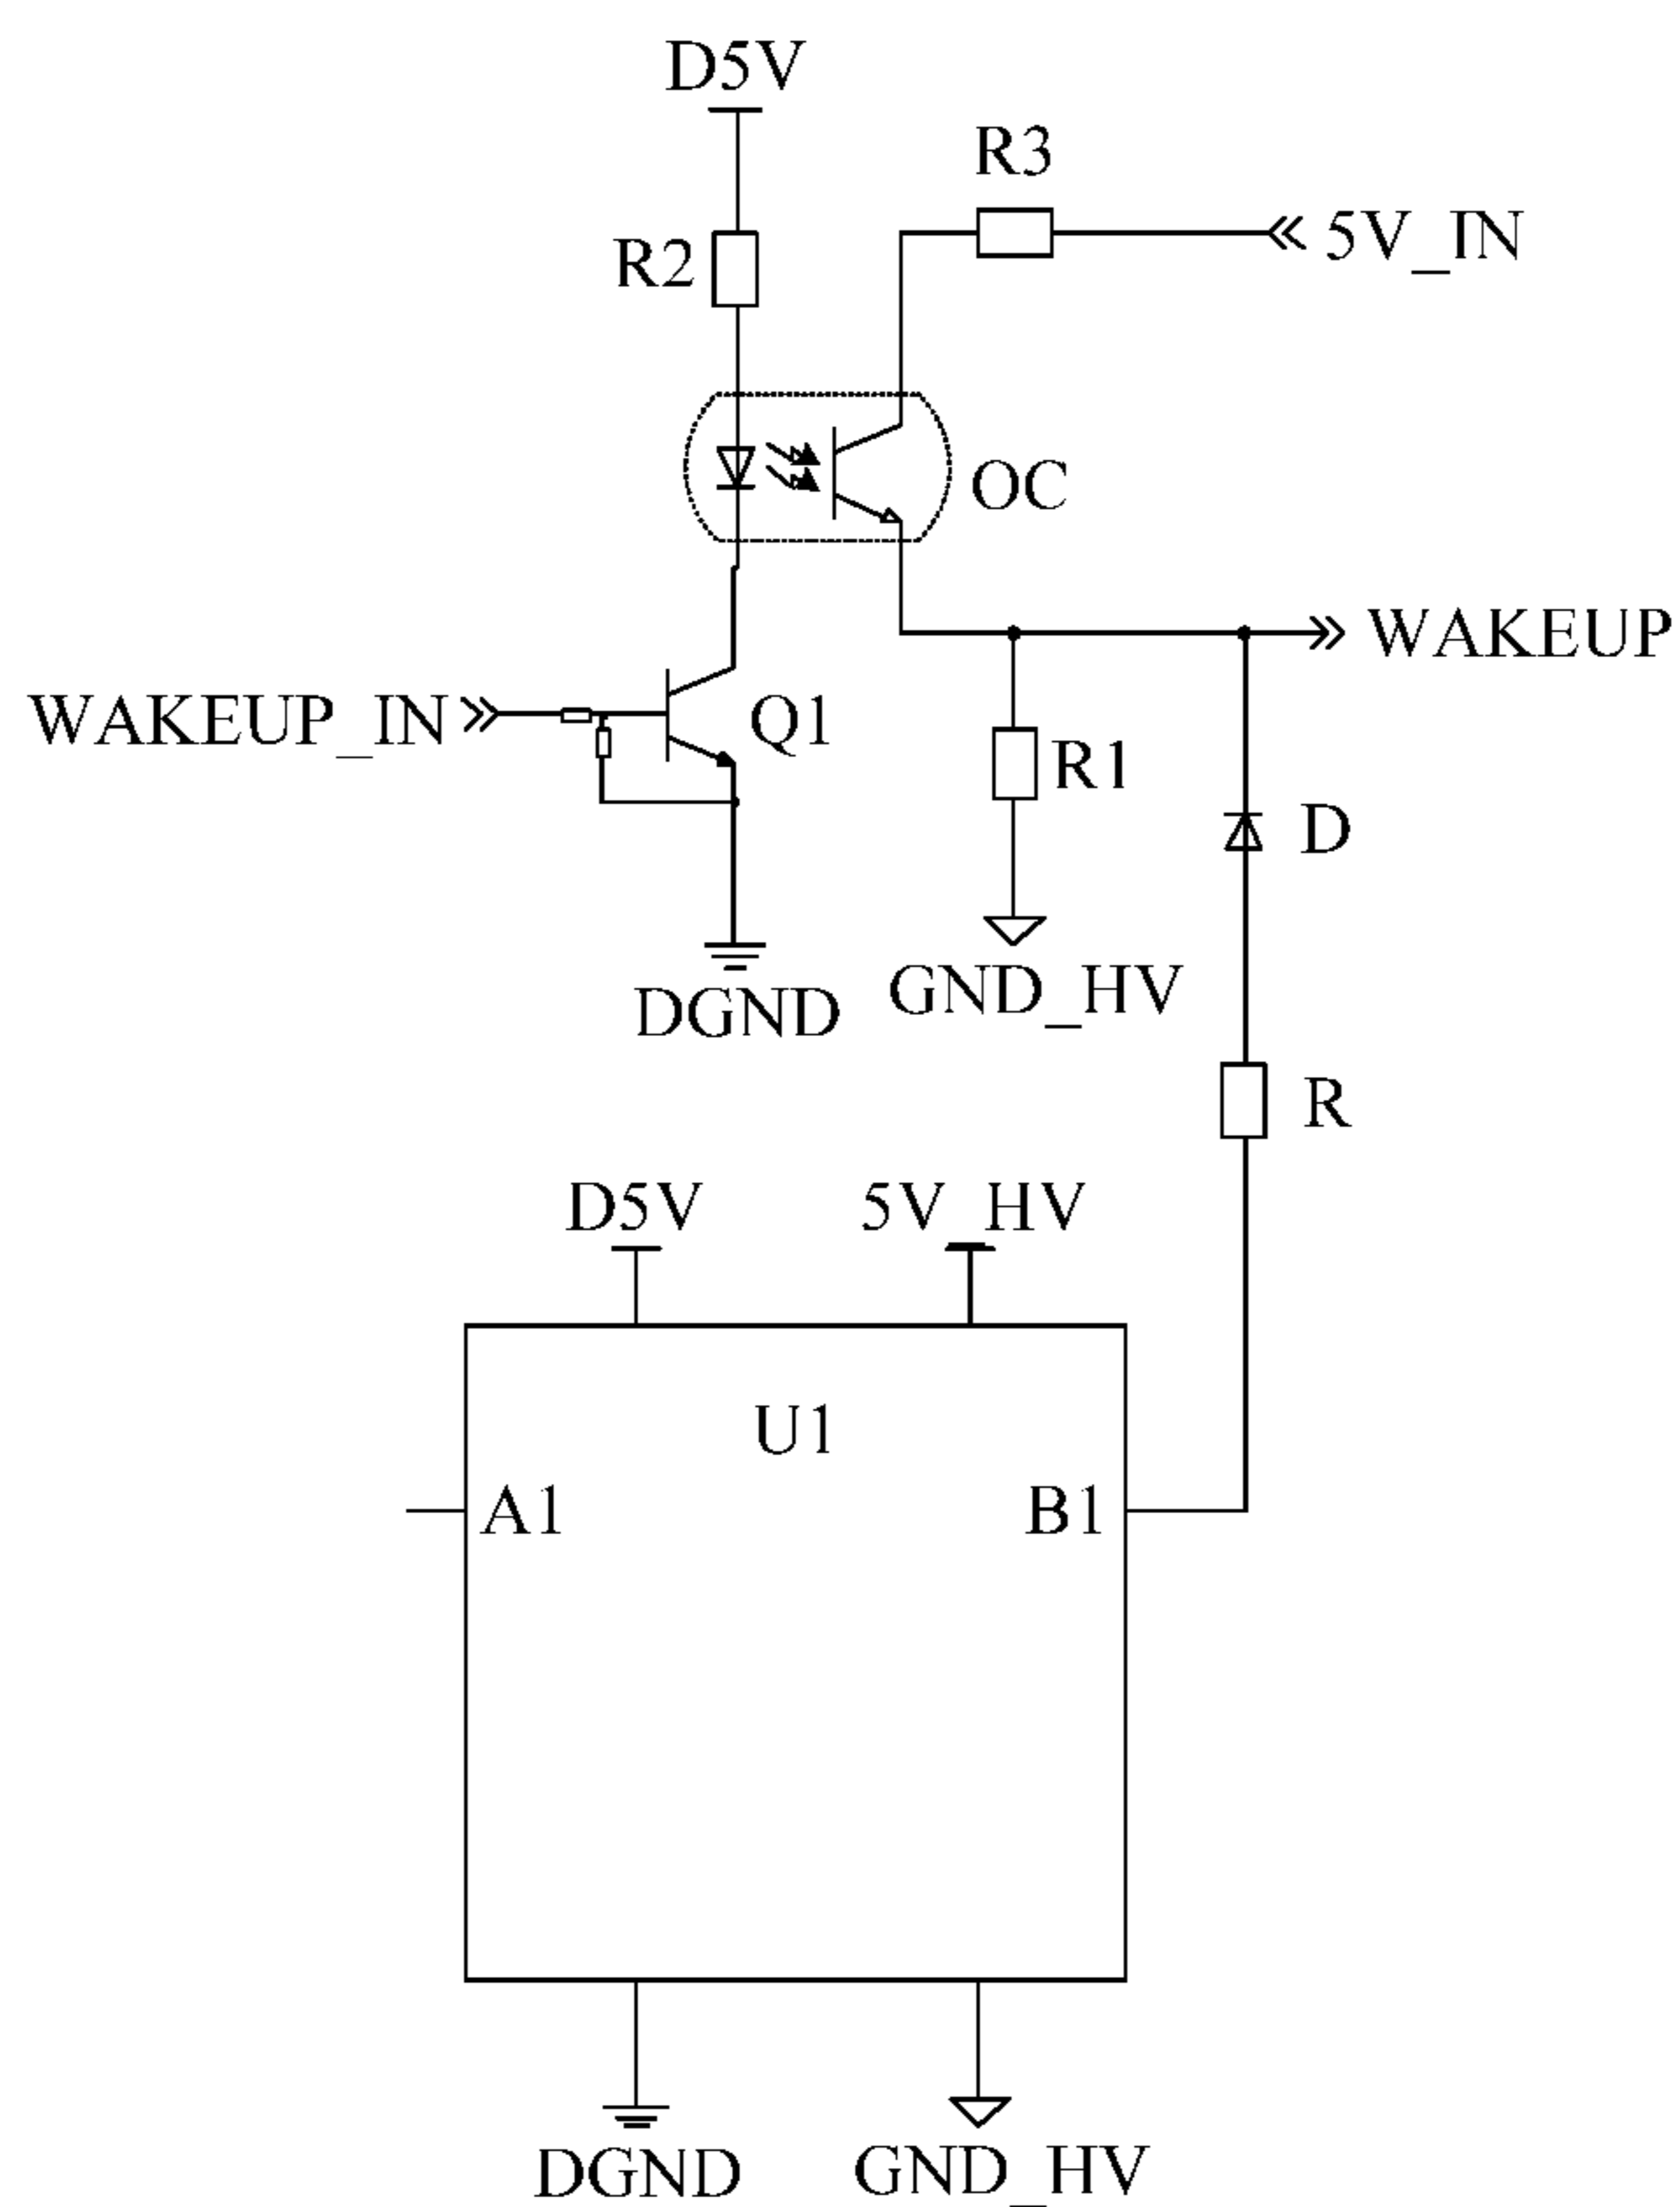 D5V
R3
5V_IN
R2
OC
WAKEUP
WAKEUP_IN
Q1
R1
D
GND_HV
DGND
R
D5V
5V_HV
U1
A1
B1
DGND
GND_HV